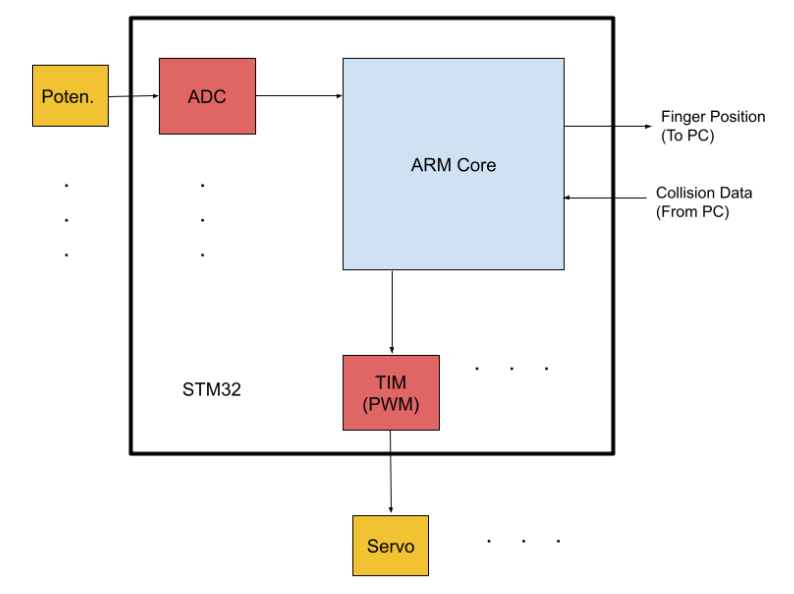 Poten.
ADC
ARM Core
Finger Position
(To PC)
Collision Data
(From PC)
STM32
TIM
(PWM)
Servo